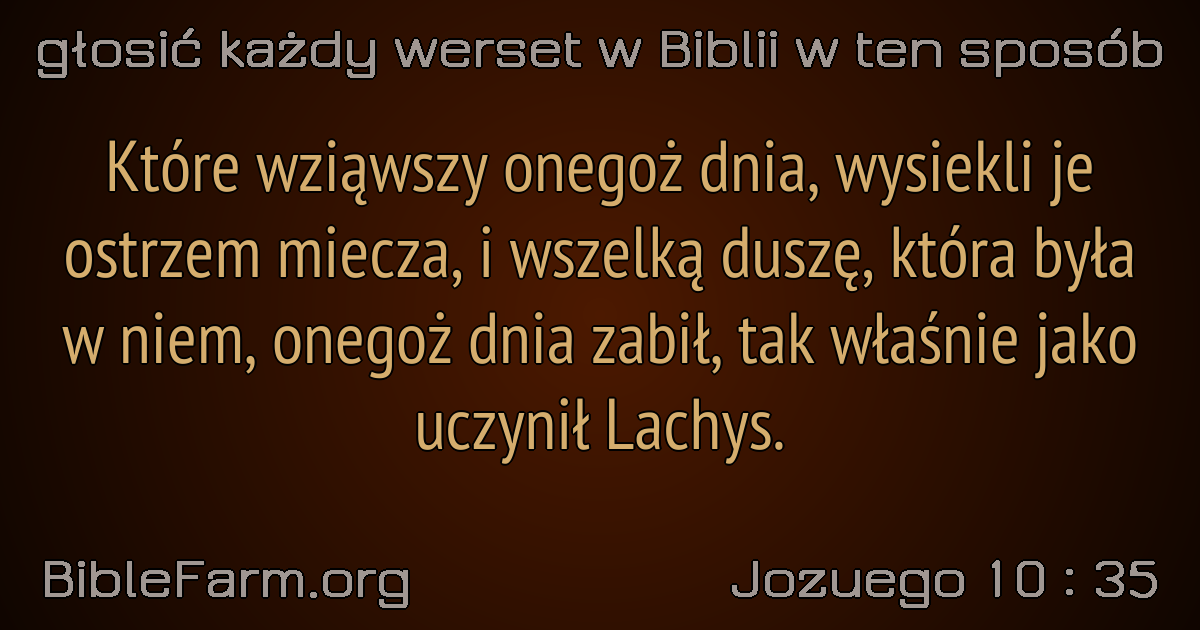 głosić każdy werset w Biblii w ten sposób
Które wziąwszy onegoż dnia, wysiekli je
ostrzem miecza, i wszelką duszę, która była
w niem, onegoż dnia zabił, tak właśnie jako
uczynił Lachys.
BibleFarm.org
Jozuego 10 : 35